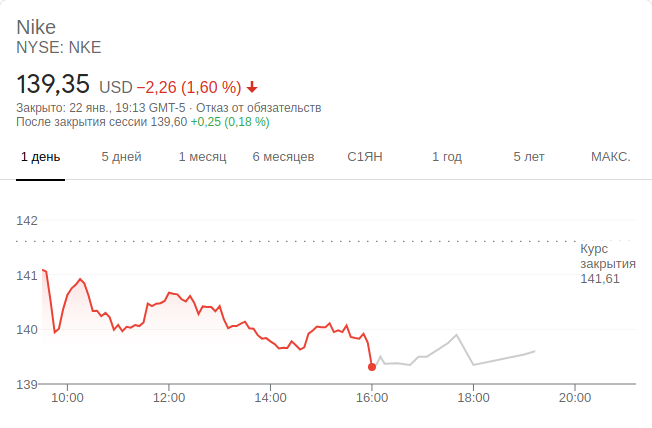 Nike
NYSE: NKE
139,35 USD −2,26 (1,60 %)
Закрыто: 22 янв., 19:13 GMT-5 · Отказ от обязательств
После закрытия сессии 139,60 +0,25 (0,18 %)
1 день 5 дней 1 месяц 6 месяцев С1ЯН 1 год 5 лет МАКС.
142
Курс
закрытия
141,61
141
140
139
10:00 12:00 14:00 16:00 18:00 20:00